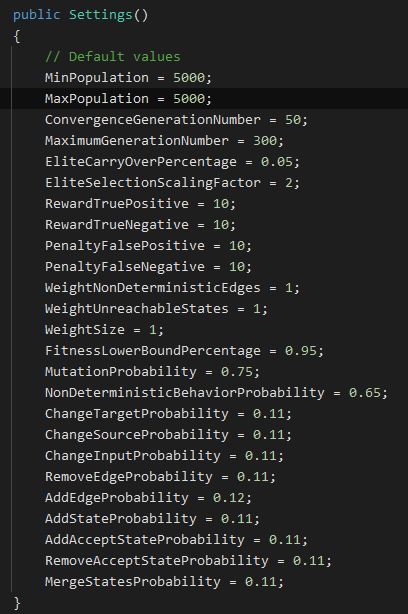 public Settings()
{
// Default values
MinPopulation = 5000;
MaxPopulation = 5000;
ConvergenceGenerationNumber = 50;
MaximumGenerationNumber = 300;
EliteCarryOverPercentage = 0.05;
EliteSelectionScalingFactor = 2;
RewardTruePositive = 10;
RewardTrueNegative = 10;
PenaltyFalsePositive = 10;
PenaltyFalseNegative = 10;
WeightNonDeterministicEdges = 1;
WeightUnreachableStates = 1;
WeightSize = 1;
FitnessLowerBoundPercentage = 0.95;
MutationProbability = 0.75;
NonDeterministicBehaviorProbability = 0.65;
ChangeTargetProbability = 0.11;
ChangeSourceProbability = 0.11;
ChangeInputProbability = 0.11;
RemoveEdgeProbability = 0.11;
AddEdgeProbability = 0.12;
AddStateProbability = 0.11;
AddAcceptStateProbability = 0.11;
RemoveAcceptStateProbability = 0.11;
MergeStatesProbability = 0.11;
}